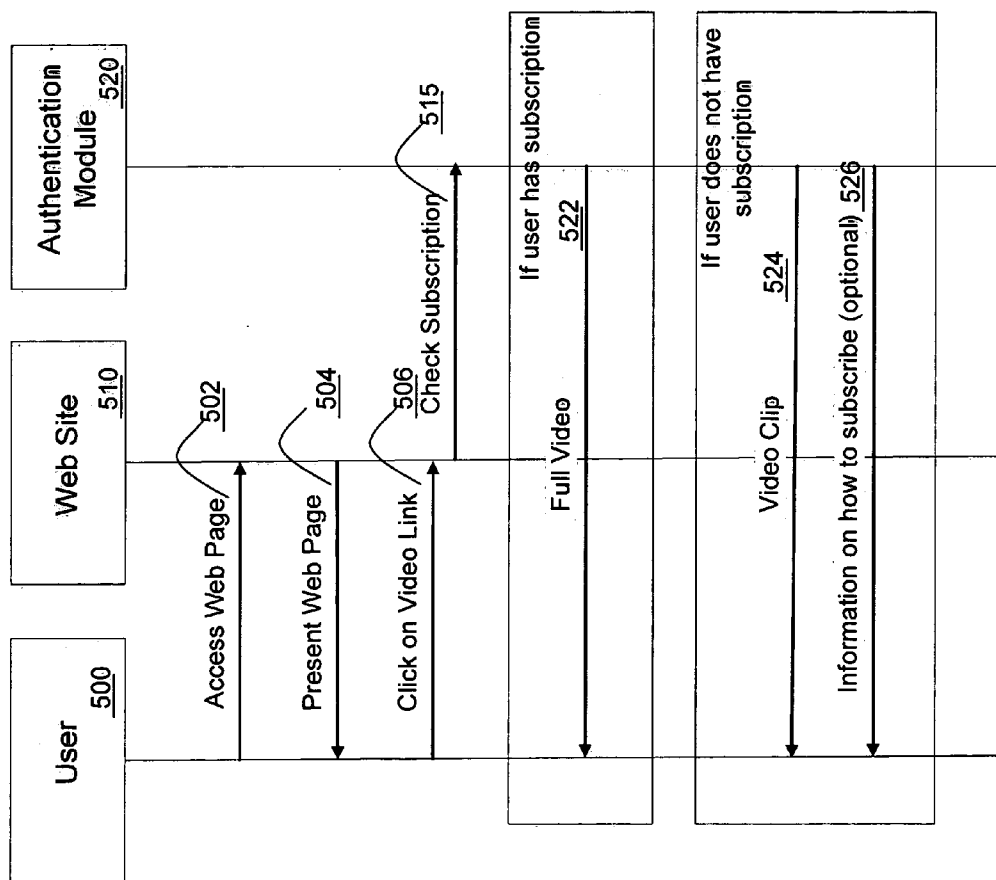 User
500
Web Site
510
Authentication
Module
520
Access Web Page
502
Present Web Page
504
Click on Video Link
506
Check Subscription
515
If user has subscription
522
Full Video
If user does not have
subscription
524
Video Clip
Information on how to subscribe (optional) 526